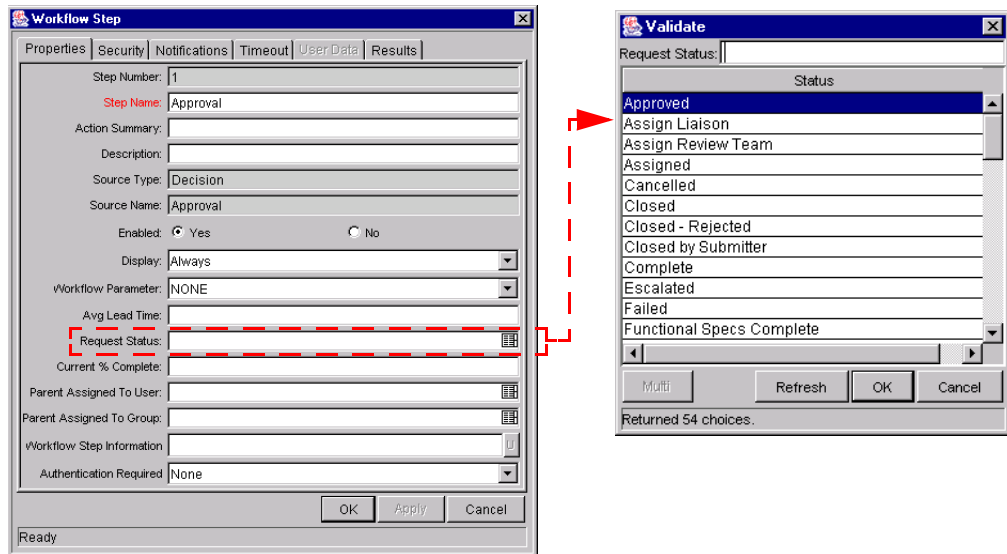 Workflow Step
Properties Security Notifications Timeout User Data Results
Step Number: 1
Step Name: Approval
Action Summary:
Description:
Source Type: Decision
Source Name: Approval
Enabled: Yes No
Display: Always
Workflow Parameter: NONE
Avg Lead Time:
Request Status:
Current % Complete:
Parent Assigned To User:
Parent Assigned To Group:
Workflow Step Information U
Authentication Required None
OK Apply Cancel
Ready
Validate
Request Status:
Status
Approved
Assign Liaison
Assign Review Team
Assigned
Cancelled
Closed
Closed - Rejected
Closed by Submitter
Complete
Escalated
Failed
Functional Specs Complete
Multi Refresh OK Cancel
Returned 54 choices.